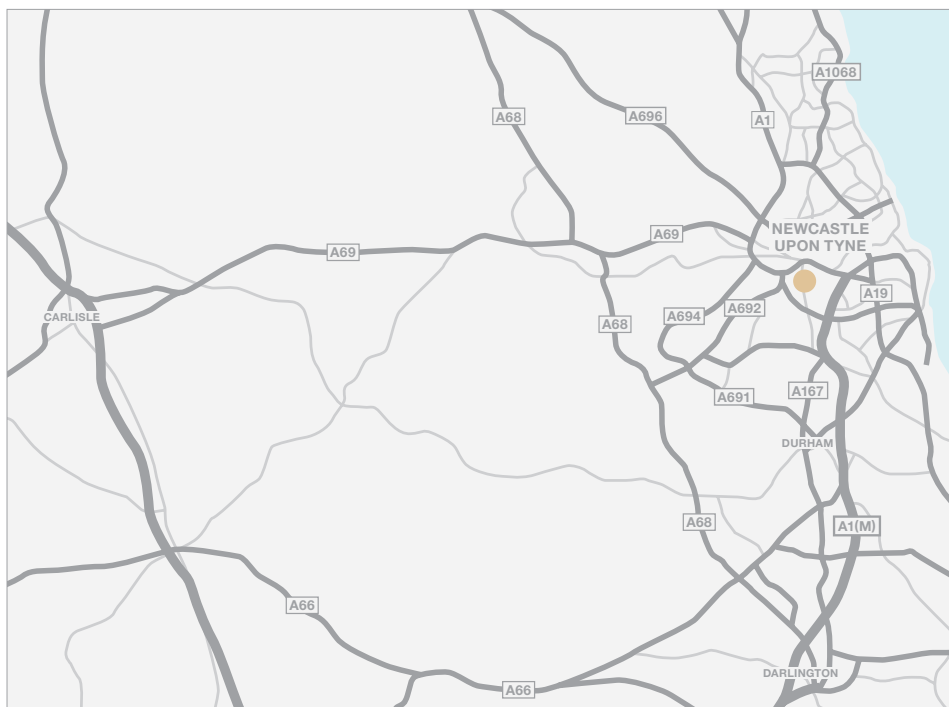 A1068
A68
A696
A1
NEWCASTLE
UPON TYNE
A69
A69
A19
CARLISLE
A694
A692
A68
A691
A167
DURHAM
A68
A1(M)
A66
DARLINGTON
A66